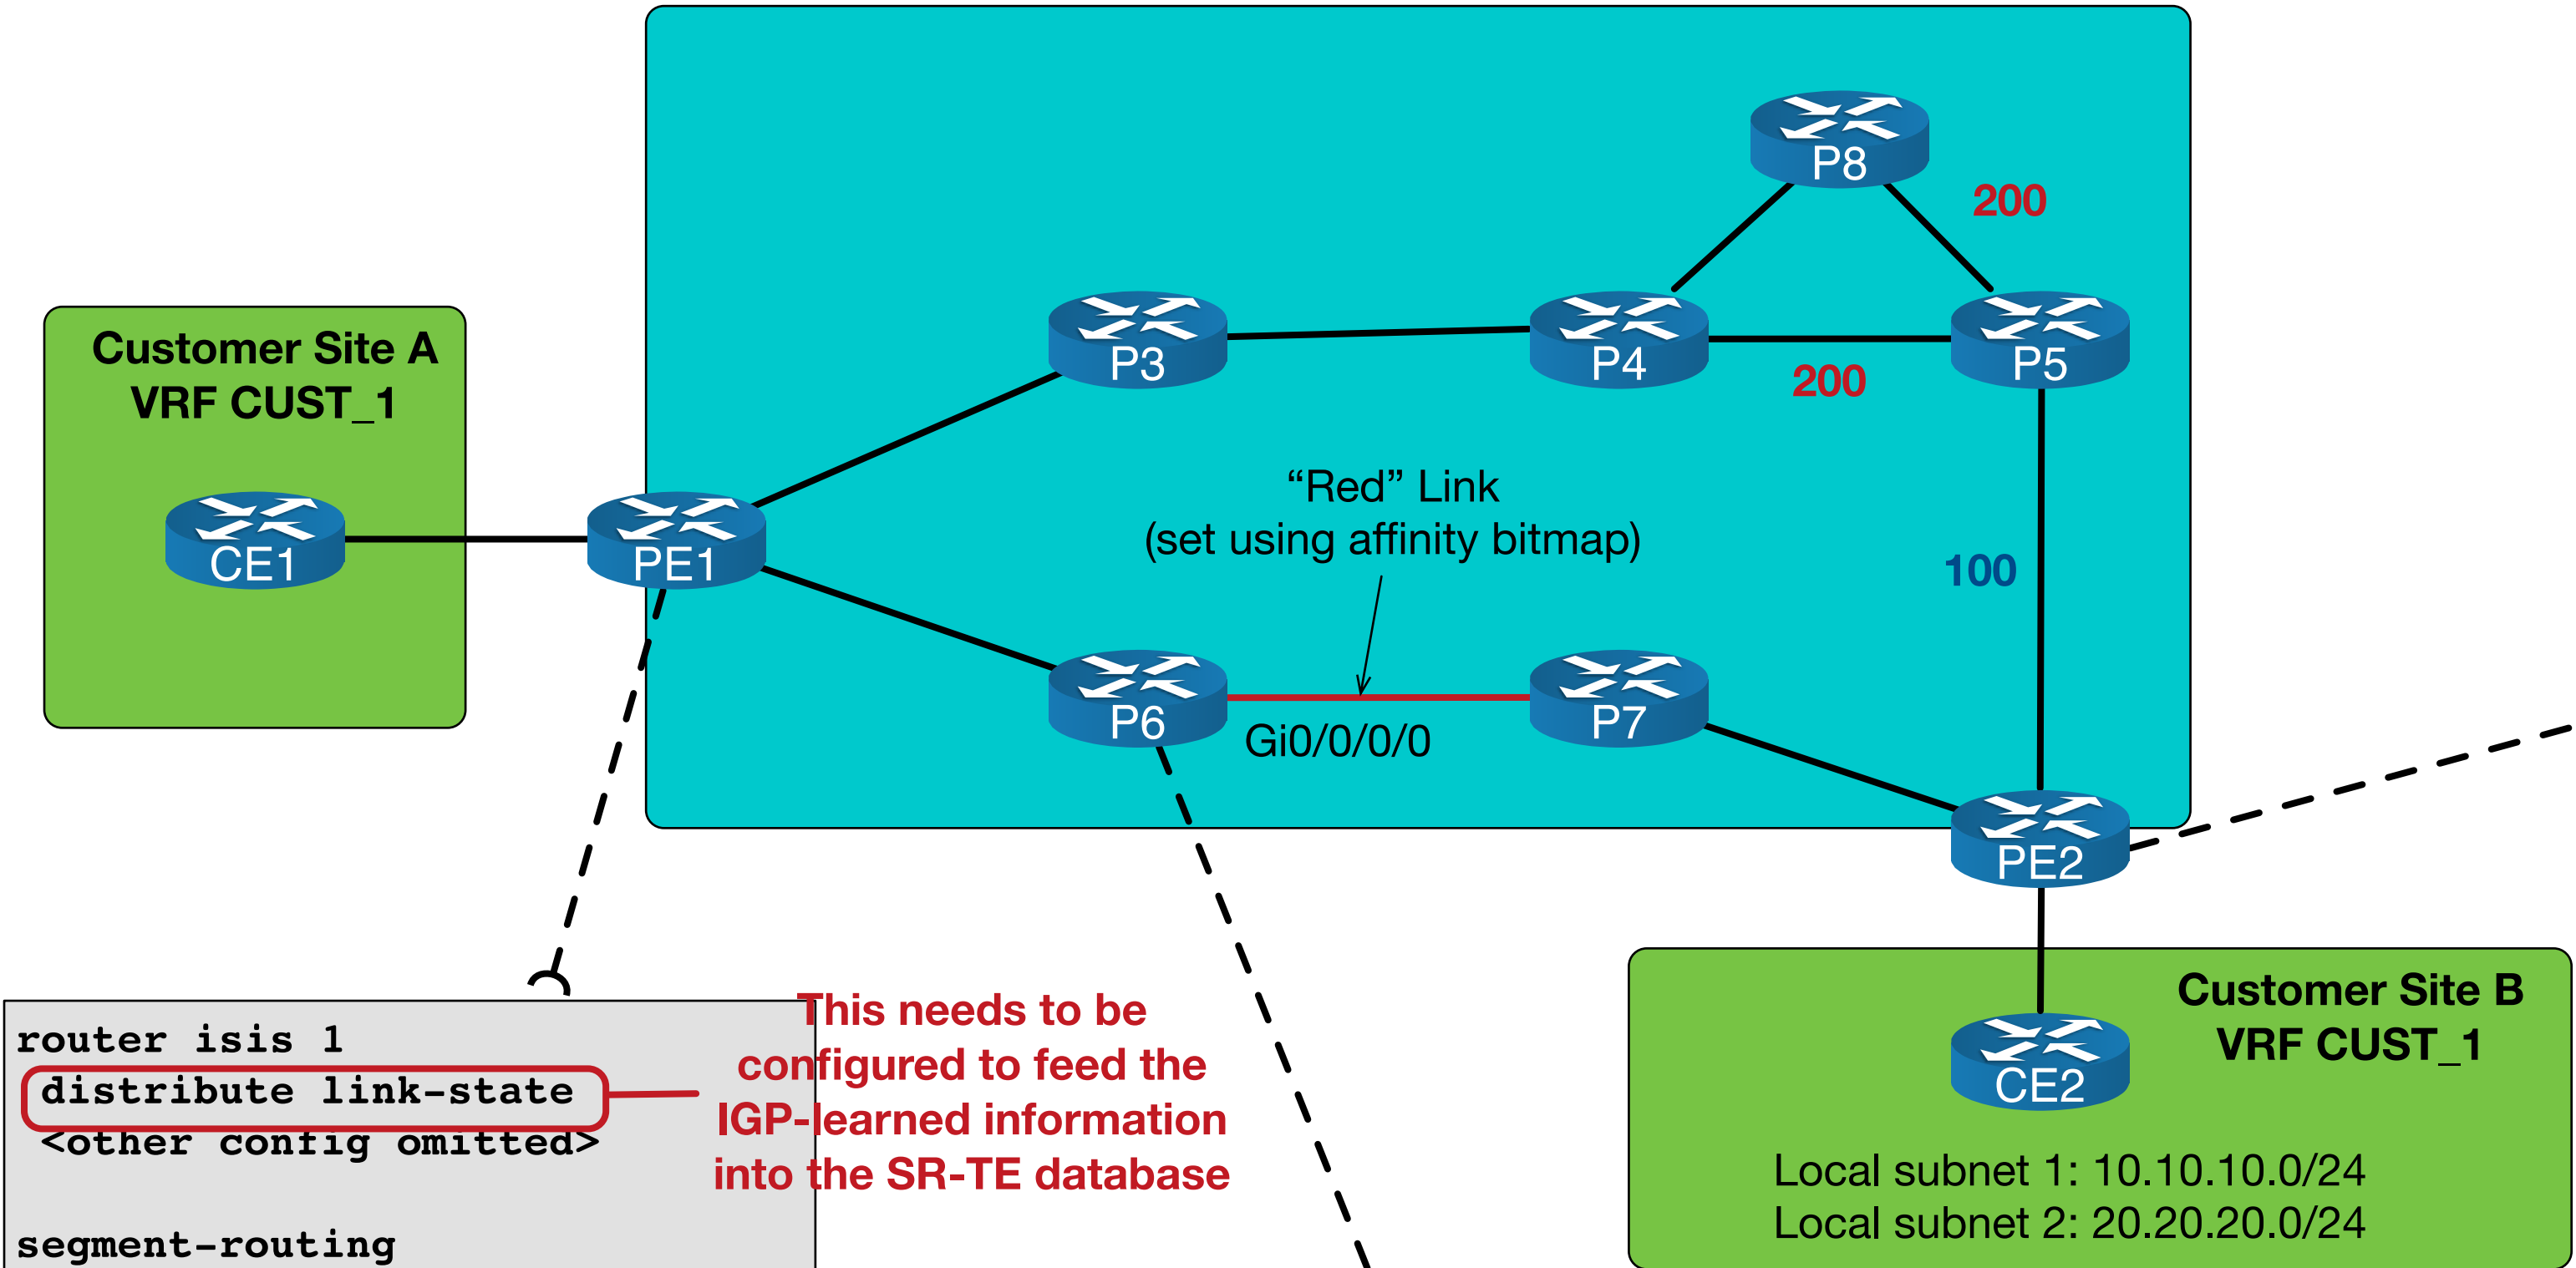 P8
200
Customer Site A
VRF CUST_1
P3
P4
P5
200
"Red" Link
(set using affinity bitmap)
CE1
PE1
100
P6
P7
Gi0/0/0/0
PE2
router isis 1
distribute link-state
<other config omitted>
segment-routing
This needs to be
configured to feed the
IGP-learned information
into the SR-TE database
Customer Site B
VRF CUST_1
CE2
Local subnet 1: 10.10.10.0/24
Local subnet 2: 20.20.20.0/24